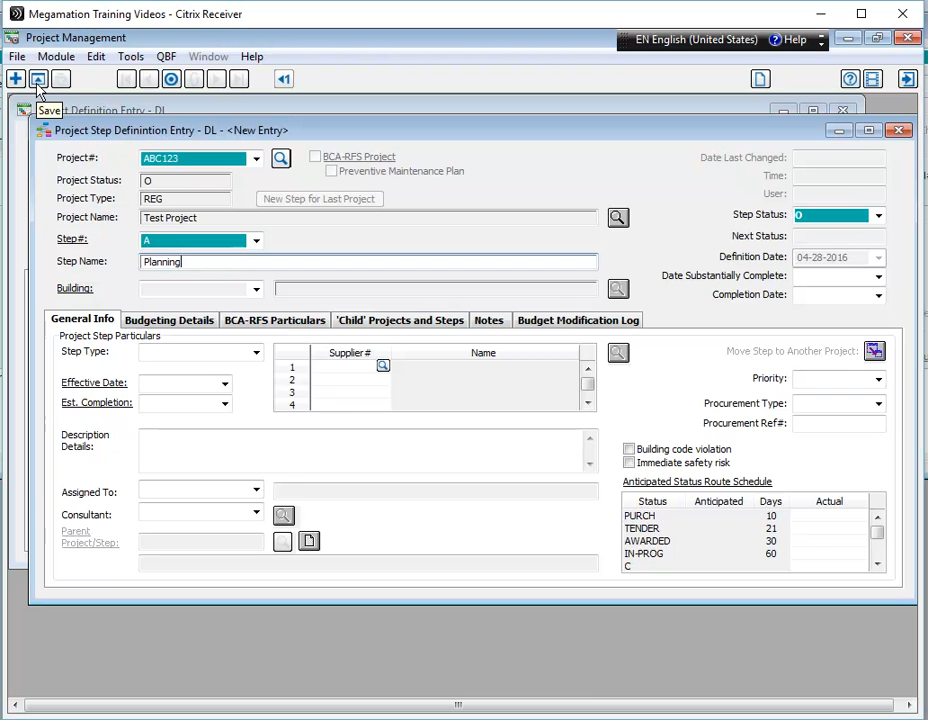 Megamation Training Videos - Citrix Receiver
Project Management
EN English (United States) Help
File Module Edit Tools QBF Window Help
Save
ct Definition Entry - DL
Project Step Definintion Entry - DL - <New Entry>
Project#: ABC123 BCA-RFS Project Date Last Changed:
Preventive Maintenance Plan
Project Status: O Time:
Project Type: REG New Step for Last Project User:
Project Name: Test Project Step Status: O
Step#: A Next Status:
Step Name: Planning Definition Date: 04-28-2016
Date Substantially Complete:
Building: Completion Date:
General Info Budgeting Details BCA-RFS Particulars 'Child' Projects and Steps Notes Budget Modification Log
Project Step Particulars
Step Type: Supplier# Name Move Step to Another Project:
1
2
3
4
Effective Date: Priority:
Est. Completion: Procurement Type:
Procurement Ref#:
Description
Details:
Building code violation
Immediate safety risk
Anticipated Status Route Schedule
Assigned To:
Consultant:
Parent
Project/Step:
Status Anticipated Days Actual
PURCH 10
TENDER 21
AWARDED 30
IN-PROG 60
C